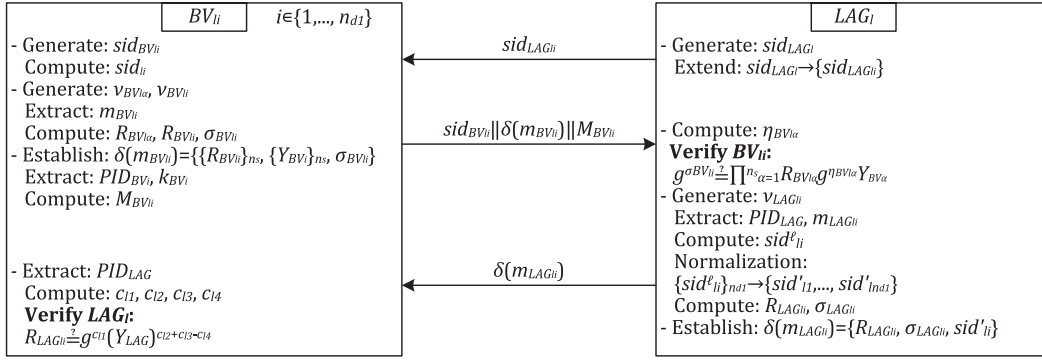 BV_li i∈{1,..., n_d1}
- Generate: sid_BVli
Compute: sid_li
- Generate: ν_BVlα, ν_BVli
Extract: m_BVli
Compute: R_BVlα, R_BVli, σ_BVli
- Establish: δ(m_BVli)={{R_BVli}_ns, {Y_BVi}_ns, σ_BVli}
Extract: PID_BVi, k_BVi
Compute: M_BVli
- Extract: PID_LAG
Compute: c_l1, c_l2, c_l3, c_l4
Verify LAG_l:
R_LAGli≟g^cl1(Y_LAG)^cl2+cl3-cl4
sid_LAGli
sid_BVli||δ(m_BVli)||M_BVli
δ(m_LAGli)
LAG_l
- Generate: sid_LAGl
Extend: sid_LAGl→{sid_LAGli}
- Compute: η_BVlα
Verify BV_li:
g^σBVli≟∏^ns_α=1R_BVlαg^ηBVlαY_BVα
- Generate: ν_LAGli
Extract: PID_LAG, m_LAGli
Compute: sid^ℓ_li
Normalization:
{sid^ℓ_li}_nd1→{sid'_l1,..., sid'_lnd1}
Compute: R_LAGli, σ_LAGli
- Establish: δ(m_LAGli)={R_LAGli, σ_LAGli, sid'_li}